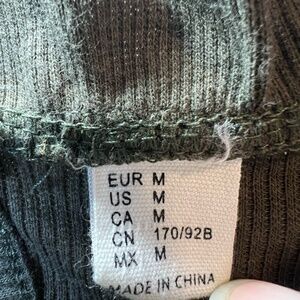 EUR M
US M
CA M
CN 170/92B
MX M
MADE IN CHINA